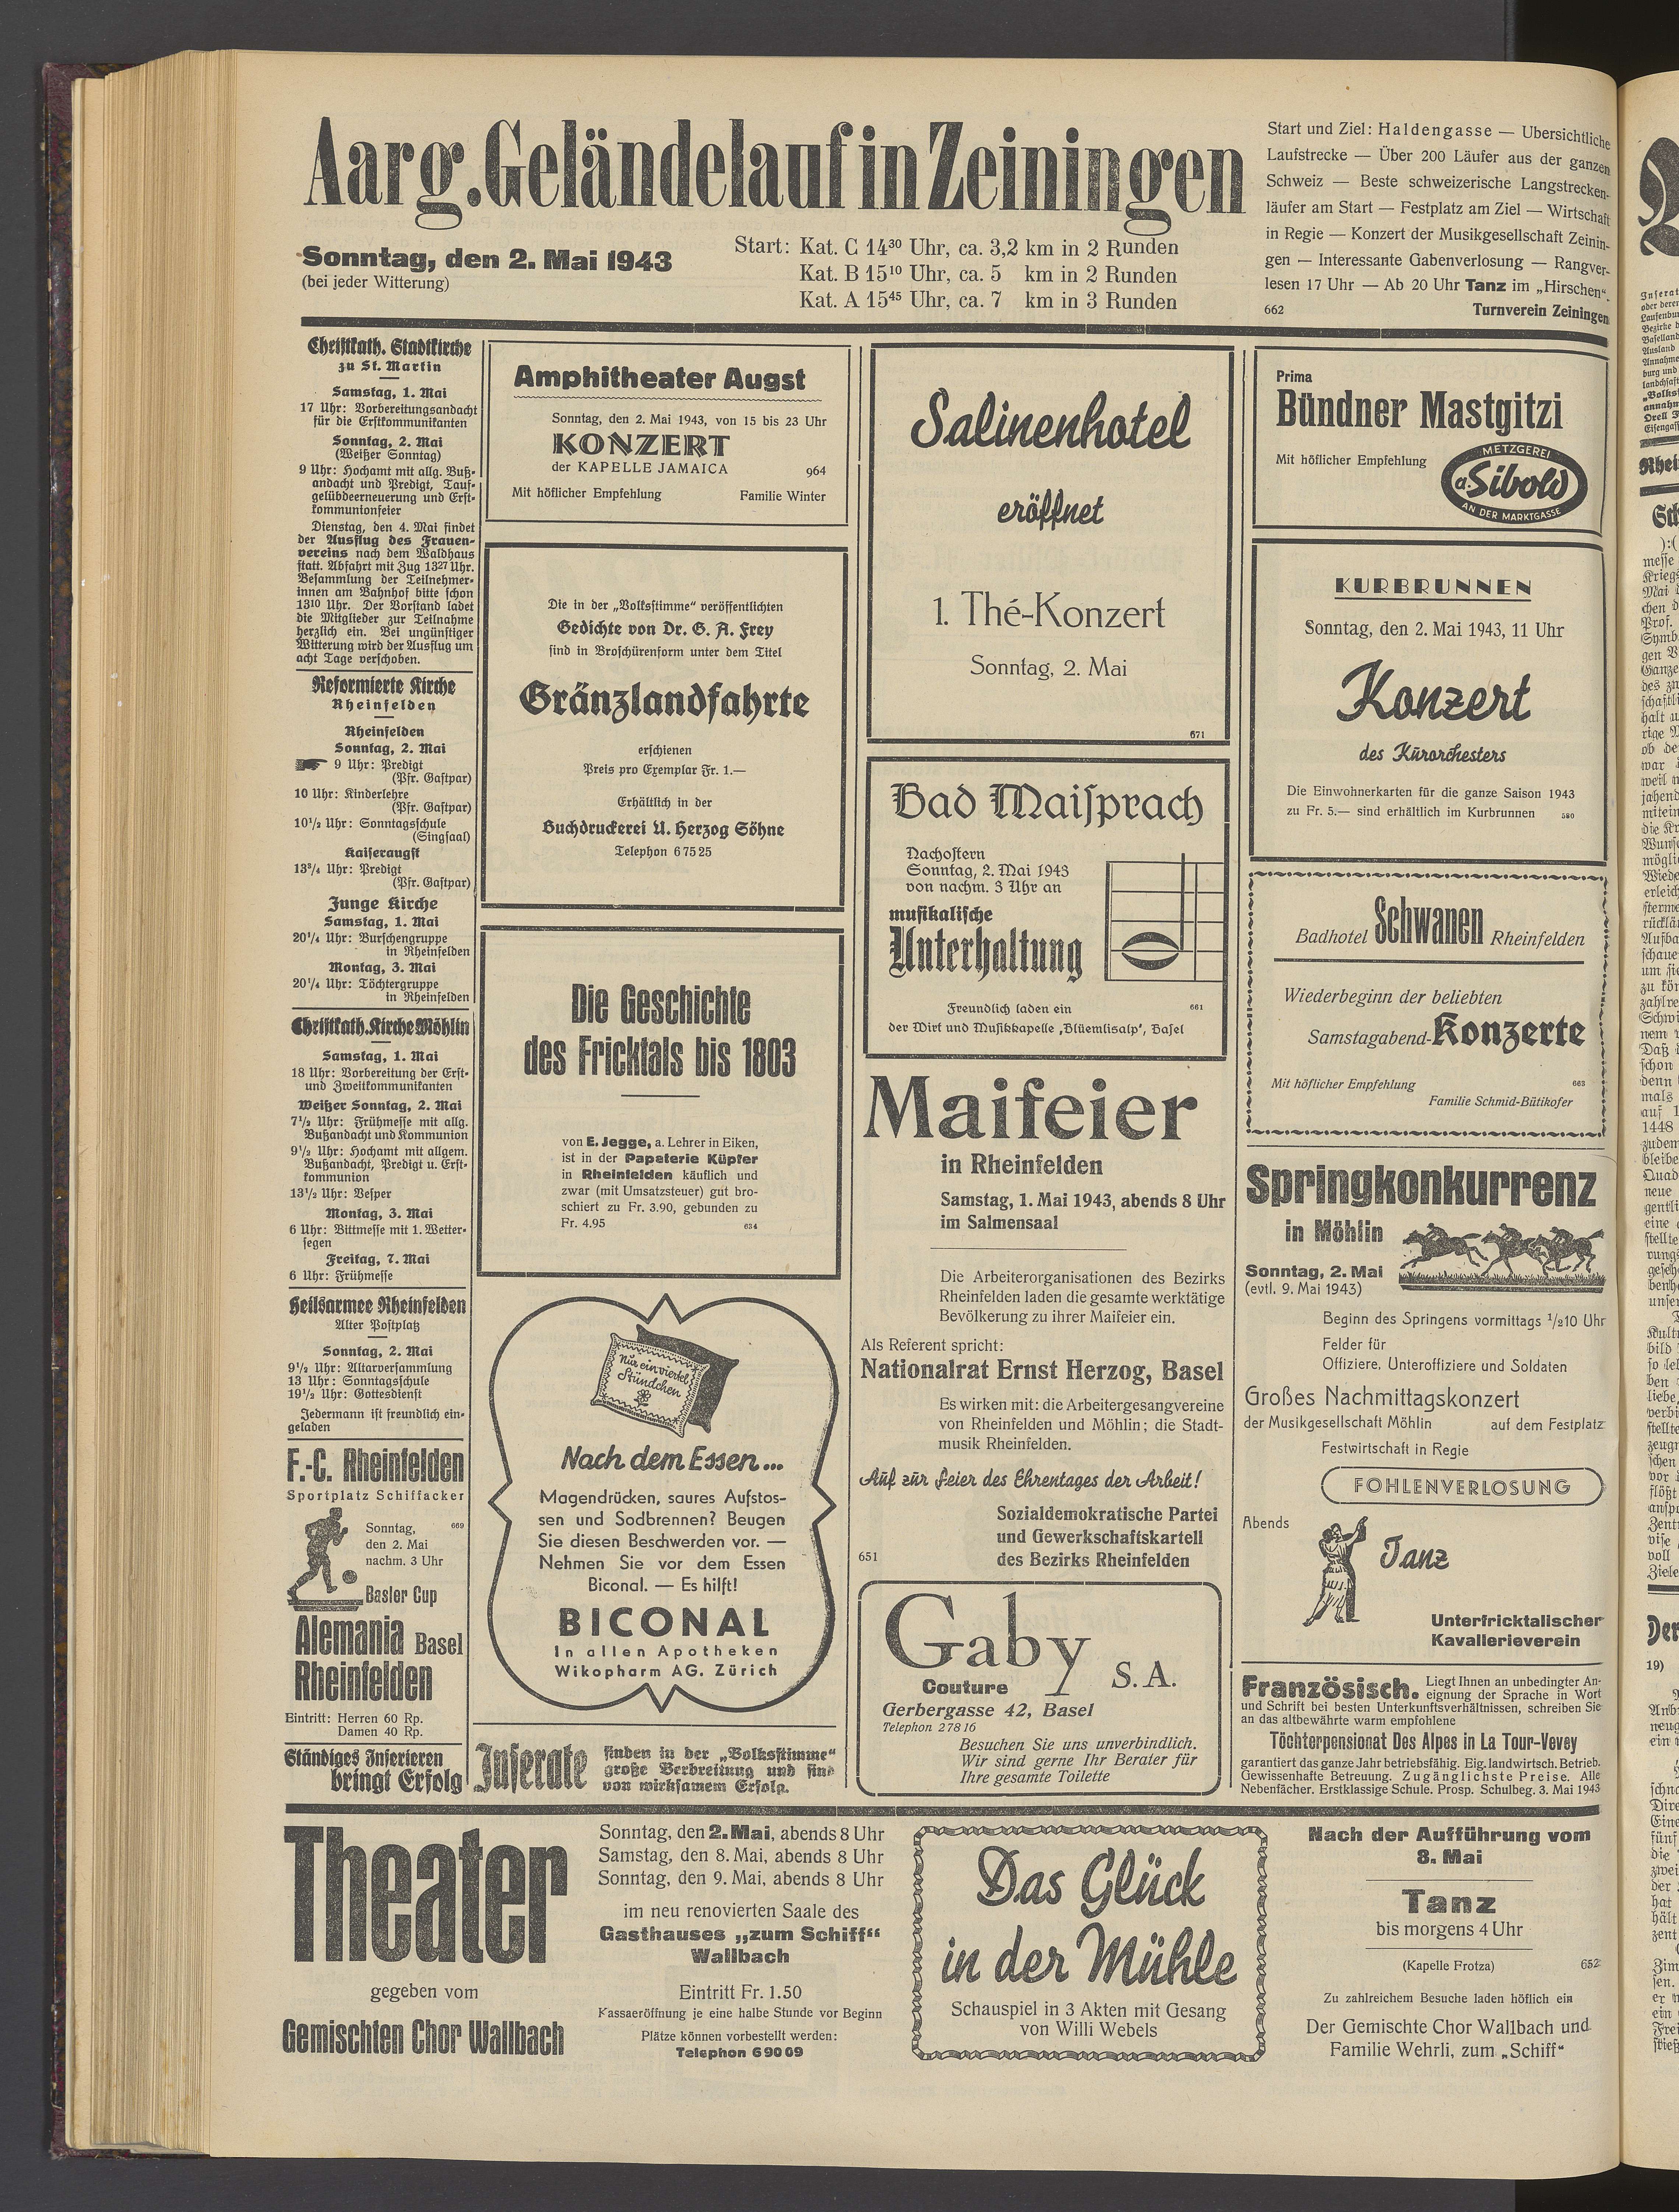 Aarg. Geländelauf in Zeiningen
Sonntag, den 2. Mai 1943
(bei jeder Witterung)
Start: Kat. C 14³⁰ Uhr, ca. 3,2 km in 2 Runden
Kat. B 15¹⁰ Uhr, ca. 5 km in 2 Runden
Kat. A 15⁴⁵ Uhr, ca. 7 km in 3 Runden
Start und Ziel: Haldengasse — Übersichtliche
Laufstrecke — Über 200 Läufer aus der ganzen
Schweiz — Beste schweizerische Langstrecken-
läufer am Start — Festplatz am Ziel — Wirtschaft
in Regie — Konzert der Musikgesellschaft Zeinin-
gen — Interessante Gabenverlosung — Rangver-
lesen 17 Uhr — Ab 20 Uhr Tanz im „Hirschen“.
662 Turnverein Zeiningen
Christkath. Stadtkirche
zu St. Martin
Samstag, 1. Mai
17 Uhr: Vorbereitungsandacht
für die Erstkommunikanten
Sonntag, 2. Mai
(Weißer Sonntag)
9 Uhr: Hochamt mit allg. Buß-
andacht und Predigt, Tauf-
gelübdeerneuerung und Erst-
kommunionfeier
Dienstag, den 4. Mai findet
der Ausflug des Frauen-
vereins nach dem Waldhaus
statt. Abfahrt mit Zug 13²⁷ Uhr.
Besammlung der Teilnehmer-
innen am Bahnhof bitte schon
13¹⁰ Uhr. Der Vorstand ladet
die Mitglieder zur Teilnahme
herzlich ein. Bei ungünstiger
Witterung wird der Ausflug um
acht Tage verschoben.
Reformierte Kirche
Rheinfelden
Rheinfelden
Sonntag, 2. Mai
9 Uhr: Predigt
(Pfr. Gastpar)
10 Uhr: Kinderlehre
(Pfr. Gastpar)
10½ Uhr: Sonntagsschule
(Singsaal)
Kaiseraugst
13¾ Uhr: Predigt
(Pfr. Gastpar)
Junge Kirche
Samstag, 1. Mai
20¼ Uhr: Burschengruppe
in Rheinfelden
Montag, 3. Mai
20¼ Uhr: Töchtergruppe
in Rheinfelden
Christkath. Kirche Möhlin
Samstag, 1. Mai
18 Uhr: Vorbereitung der Erst-
und Zweitkommunikanten
Weißer Sonntag, 2. Mai
7½ Uhr: Frühmesse mit allg.
Bußandacht und Kommunion
9½ Uhr: Hochamt mit allgem.
Bußandacht, Predigt u. Erst-
kommunion
13½ Uhr: Vesper
Montag, 3. Mai
6 Uhr: Bittmesse mit 1. Wetter-
segen
Freitag, 7. Mai
6 Uhr: Frühmesse
Heilsarmee Rheinfelden
Alter Postplatz
Sonntag, 2. Mai
9½ Uhr: Altarversammlung
13 Uhr: Sonntagsschule
19½ Uhr: Gottesdienst
Jedermann ist freundlich ein-
geladen
F.-C. Rheinfelden
Sportplatz Schiffacker
Sonntag, 669
den 2. Mai
nachm. 3 Uhr
Basler Cup
Alemania Basel
Rheinfelden
Eintritt: Herren 60 Rp.
Damen 40 Rp.
Ständiges Inserieren
bringt Erfolg
Amphitheater Augst
Sonntag, den 2. Mai 1943, von 15 bis 23 Uhr
KONZERT
der KAPELLE JAMAICA 964
Mit höflicher Empfehlung Familie Winter
Die in der „Volksstimme“ veröffentlichten
Gedichte von Dr. G. A. Frey
sind in Broschürenform unter dem Titel
Gränzlandfahrte
erschienen
Preis pro Exemplar Fr. 1.—
Erhältlich in der
Buchdruckerei U. Herzog Söhne
Telephon 6 75 25
Die Geschichte
des Fricktals bis 1803
von E. Jegge, a. Lehrer in Eiken,
ist in der Papeterie Küpfer
in Rheinfelden käuflich und
zwar (mit Umsatzsteuer) gut bro-
schiert zu Fr. 3.90, gebunden zu
Fr. 4.95 634
Nur ein viertel
Stündchen
Nach dem Essen...
Magendrücken, saures Aufstos-
sen und Sodbrennen? Beugen
Sie diesen Beschwerden vor. —
Nehmen Sie vor dem Essen
Biconal. — Es hilft!
BICONAL
In allen Apotheken
Wikopharm AG. Zürich
Inserate finden in der „Volksstimme“
große Verbreitung und sind
von wirksamem Erfolg.
Salinenhotel
eröffnet
1. Thé-Konzert
Sonntag, 2. Mai
671
Bad Maisprach
Nachostern
Sonntag, 2. Mai 1943
von nachm. 3 Uhr an
musikalische
Unterhaltung
Freundlich laden ein 661
der Wirt und Musikkapelle ‚Blüemlisalp‘, Basel
Maifeier
in Rheinfelden
Samstag, 1. Mai 1943, abends 8 Uhr
im Salmensaal
Die Arbeiterorganisationen des Bezirks
Rheinfelden laden die gesamte werktätige
Bevölkerung zu ihrer Maifeier ein.
Als Referent spricht:
Nationalrat Ernst Herzog, Basel
Es wirken mit: die Arbeitergesangvereine
von Rheinfelden und Möhlin; die Stadt-
musik Rheinfelden.
Auf zur Feier des Ehrentages der Arbeit!
Sozialdemokratische Partei
und Gewerkschaftskartell
651 des Bezirks Rheinfelden
Gaby
Couture S.A.
Gerbergasse 42, Basel
Telephon 2 78 16
Besuchen Sie uns unverbindlich.
Wir sind gerne Ihr Berater für
Ihre gesamte Toilette
Prima
Bündner Mastgitzi
Mit höflicher Empfehlung
METZGEREI
a. Sibold
AN DER MARKTGASSE
KURBRUNNEN
Sonntag, den 2. Mai 1943, 11 Uhr
Konzert
des Kurorchesters
Die Einwohnerkarten für die ganze Saison 1943
zu Fr. 5.— sind erhältlich im Kurbrunnen 580
Badhotel Schwanen Rheinfelden
Wiederbeginn der beliebten
Samstagabend-Konzerte
Mit höflicher Empfehlung 663
Familie Schmid-Bütikofer
Springkonkurrenz
in Möhlin
Sonntag, 2. Mai
(evtl. 9. Mai 1943)
Beginn des Springens vormittags ½10 Uhr
Felder für
Offiziere, Unteroffiziere und Soldaten
Großes Nachmittagskonzert
der Musikgesellschaft Möhlin auf dem Festplatz
Festwirtschaft in Regie
FOHLENVERLOSUNG
Abends
Tanz
Unterfricktalischer
Kavallerieverein
Französisch. Liegt Ihnen an unbedingter An-
eignung der Sprache in Wort
und Schrift bei besten Unterkunftsverhältnissen, schreiben Sie
an das altbewährte warm empfohlene
Töchterpensionat Des Alpes in La Tour-Vevey
garantiert das ganze Jahr betriebsfähig. Eig. landwirtsch. Betrieb.
Gewissenhafte Betreuung. Zugänglichste Preise. Alle
Nebenfächer. Erstklassige Schule. Prosp. Schulbeg. 3. Mai 1943
Theater
gegeben vom
Gemischten Chor Wallbach
Sonntag, den 2. Mai, abends 8 Uhr
Samstag, den 8. Mai, abends 8 Uhr
Sonntag, den 9. Mai, abends 8 Uhr
im neu renovierten Saale des
Gasthauses „zum Schiff“
Wallbach
Eintritt Fr. 1.50
Kassaeröffnung je eine halbe Stunde vor Beginn
Plätze können vorbestellt werden:
Telephon 6 90 09
Das Glück
in der Mühle
Schauspiel in 3 Akten mit Gesang
von Willi Webels
Nach der Aufführung vom
8. Mai
Tanz
bis morgens 4 Uhr
(Kapelle Frotza) 652
Zu zahlreichem Besuche laden höflich ein
Der Gemischte Chor Wallbach und
Familie Wehrli, zum „Schiff“